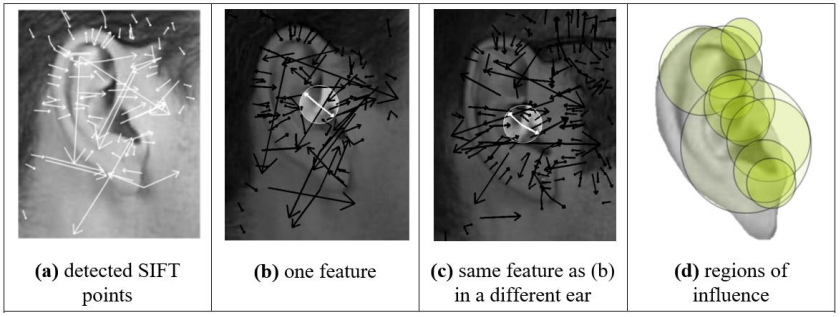 (a) detected SIFT
points
(b) one feature
(c) same feature as (b)
in a different ear
(d) regions of
influence